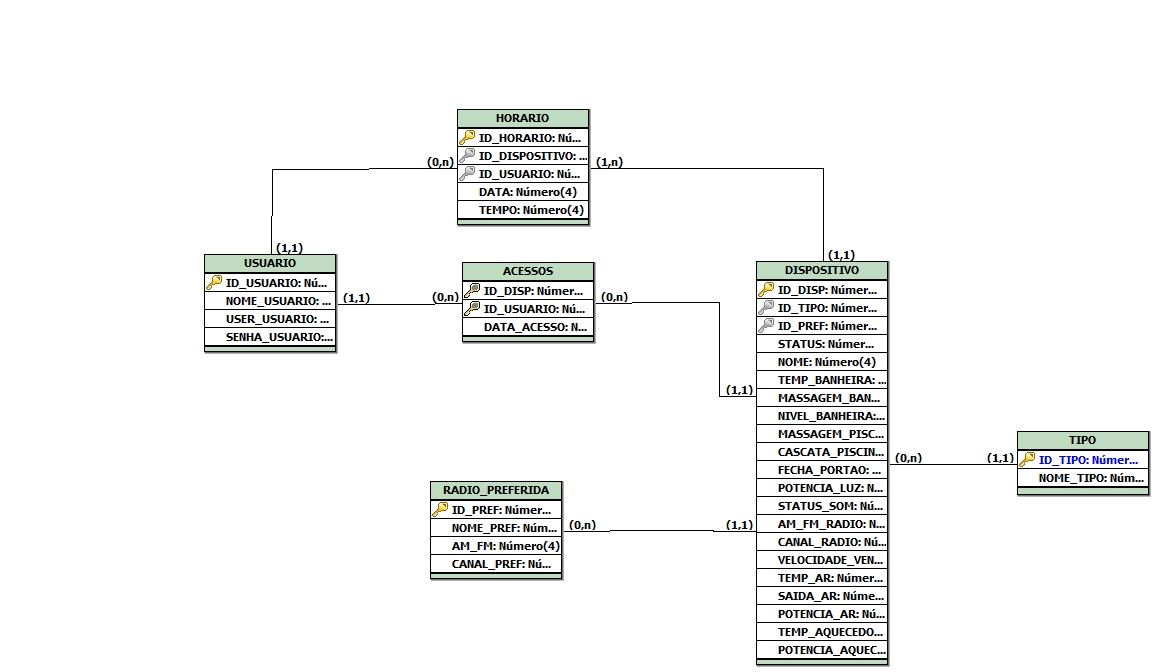 HORARIO
ID_HORARIO: Nú...
ID_DISPOSITIVO: ...
ID_USUARIO: Nú...
DATA: Número(4)
TEMPO: Número(4)
(0,n)
(1,n)
(1,1)
(1,1)
USUARIO
ID_USUARIO: Nú...
NOME_USUARIO: ...
USER_USUARIO: ...
SENHA_USUARIO:...
(1,1)
(0,n)
ACESSOS
ID_DISP: Númer...
ID_USUARIO: Nú...
DATA_ACESSO: N...
(0,n)
(1,1)
DISPOSITIVO
ID_DISP: Númer...
ID_TIPO: Númer...
ID_PREF: Númer...
STATUS: Númer...
NOME: Número(4)
TEMP_BANHEIRA: ...
MASSAGEM_BAN...
NIVEL_BANHEIRA:...
MASSAGEM_PISC...
CASCATA_PISCIN...
FECHA_PORTAO: ...
POTENCIA_LUZ: N...
STATUS_SOM: Nú...
AM_FM_RADIO: N...
CANAL_RADIO: Nú...
VELOCIDADE_VEN...
TEMP_AR: Númer...
SAIDA_AR: Núme...
POTENCIA_AR: Nú...
TEMP_AQUECEDO...
POTENCIA_AQUEC...
(0,n)
(1,1)
TIPO
ID_TIPO: Númer...
NOME_TIPO: Núm...
RADIO_PREFERIDA
ID_PREF: Númer...
NOME_PREF: Núm...
AM_FM: Número(4)
CANAL_PREF: Nú...
(0,n)
(1,1)